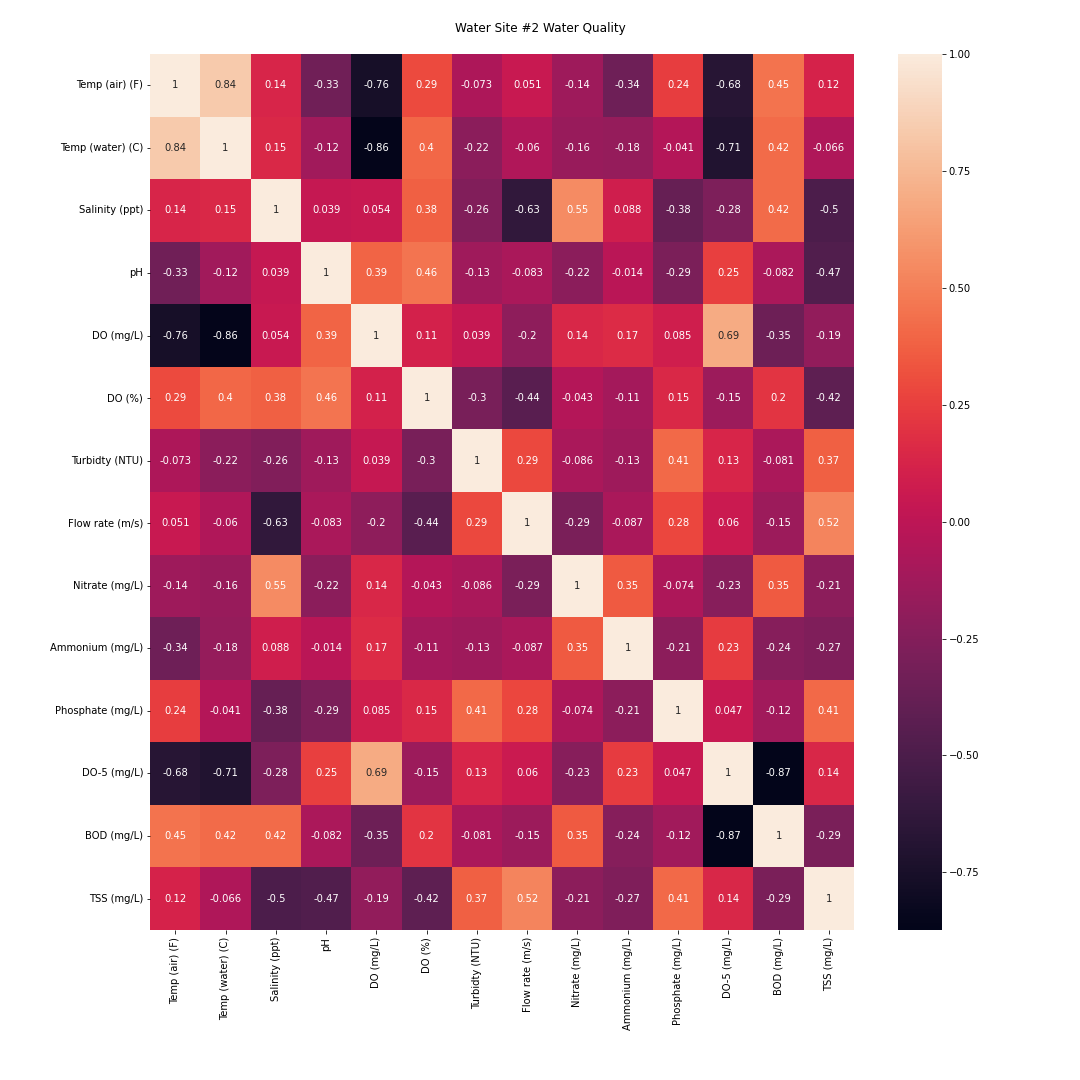 Water Site #2 Water Quality
Temp (air) (F) 1 0.84 0.14 -0.33 -0.76 0.29 -0.073 0.051 -0.14 -0.34 0.24 -0.68 0.45 0.12
Temp (water) (C) 0.84 1 0.15 -0.12 -0.86 0.4 -0.22 -0.06 -0.16 -0.18 -0.041 -0.71 0.42 -0.066
Salinity (ppt) 0.14 0.15 1 0.039 0.054 0.38 -0.26 -0.63 0.55 0.088 -0.38 -0.28 0.42 -0.5
pH -0.33 -0.12 0.039 1 0.39 0.46 -0.13 -0.083 -0.22 -0.014 -0.29 0.25 -0.082 -0.47
DO (mg/L) -0.76 -0.86 0.054 0.39 1 0.11 0.039 -0.2 0.14 0.17 0.085 0.69 -0.35 -0.19
DO (%) 0.29 0.4 0.38 0.46 0.11 1 -0.3 -0.44 -0.043 -0.11 0.15 -0.15 0.2 -0.42
Turbidty (NTU) -0.073 -0.22 -0.26 -0.13 0.039 -0.3 1 0.29 -0.086 -0.13 0.41 0.13 -0.081 0.37
Flow rate (m/s) 0.051 -0.06 -0.63 -0.083 -0.2 -0.44 0.29 1 -0.29 -0.087 0.28 0.06 -0.15 0.52
Nitrate (mg/L) -0.14 -0.16 0.55 -0.22 0.14 -0.043 -0.086 -0.29 1 0.35 -0.074 -0.23 0.35 -0.21
Ammonium (mg/L) -0.34 -0.18 0.088 -0.014 0.17 -0.11 -0.13 -0.087 0.35 1 -0.21 0.23 -0.24 -0.27
Phosphate (mg/L) 0.24 -0.041 -0.38 -0.29 0.085 0.15 0.41 0.28 -0.074 -0.21 1 0.047 -0.12 0.41
DO-5 (mg/L) -0.68 -0.71 -0.28 0.25 0.69 -0.15 0.13 0.06 -0.23 0.23 0.047 1 -0.87 0.14
BOD (mg/L) 0.45 0.42 0.42 -0.082 -0.35 0.2 -0.081 -0.15 0.35 -0.24 -0.12 -0.87 1 -0.29
TSS (mg/L) 0.12 -0.066 -0.5 -0.47 -0.19 -0.42 0.37 0.52 -0.21 -0.27 0.41 0.14 -0.29 1
Temp (air) (F)
Temp (water) (C)
Salinity (ppt)
pH
DO (mg/L)
DO (%)
Turbidty (NTU)
Flow rate (m/s)
Nitrate (mg/L)
Ammonium (mg/L)
Phosphate (mg/L)
DO-5 (mg/L)
BOD (mg/L)
TSS (mg/L)
1.00
0.75
0.50
0.25
0.00
−0.25
−0.50
−0.75